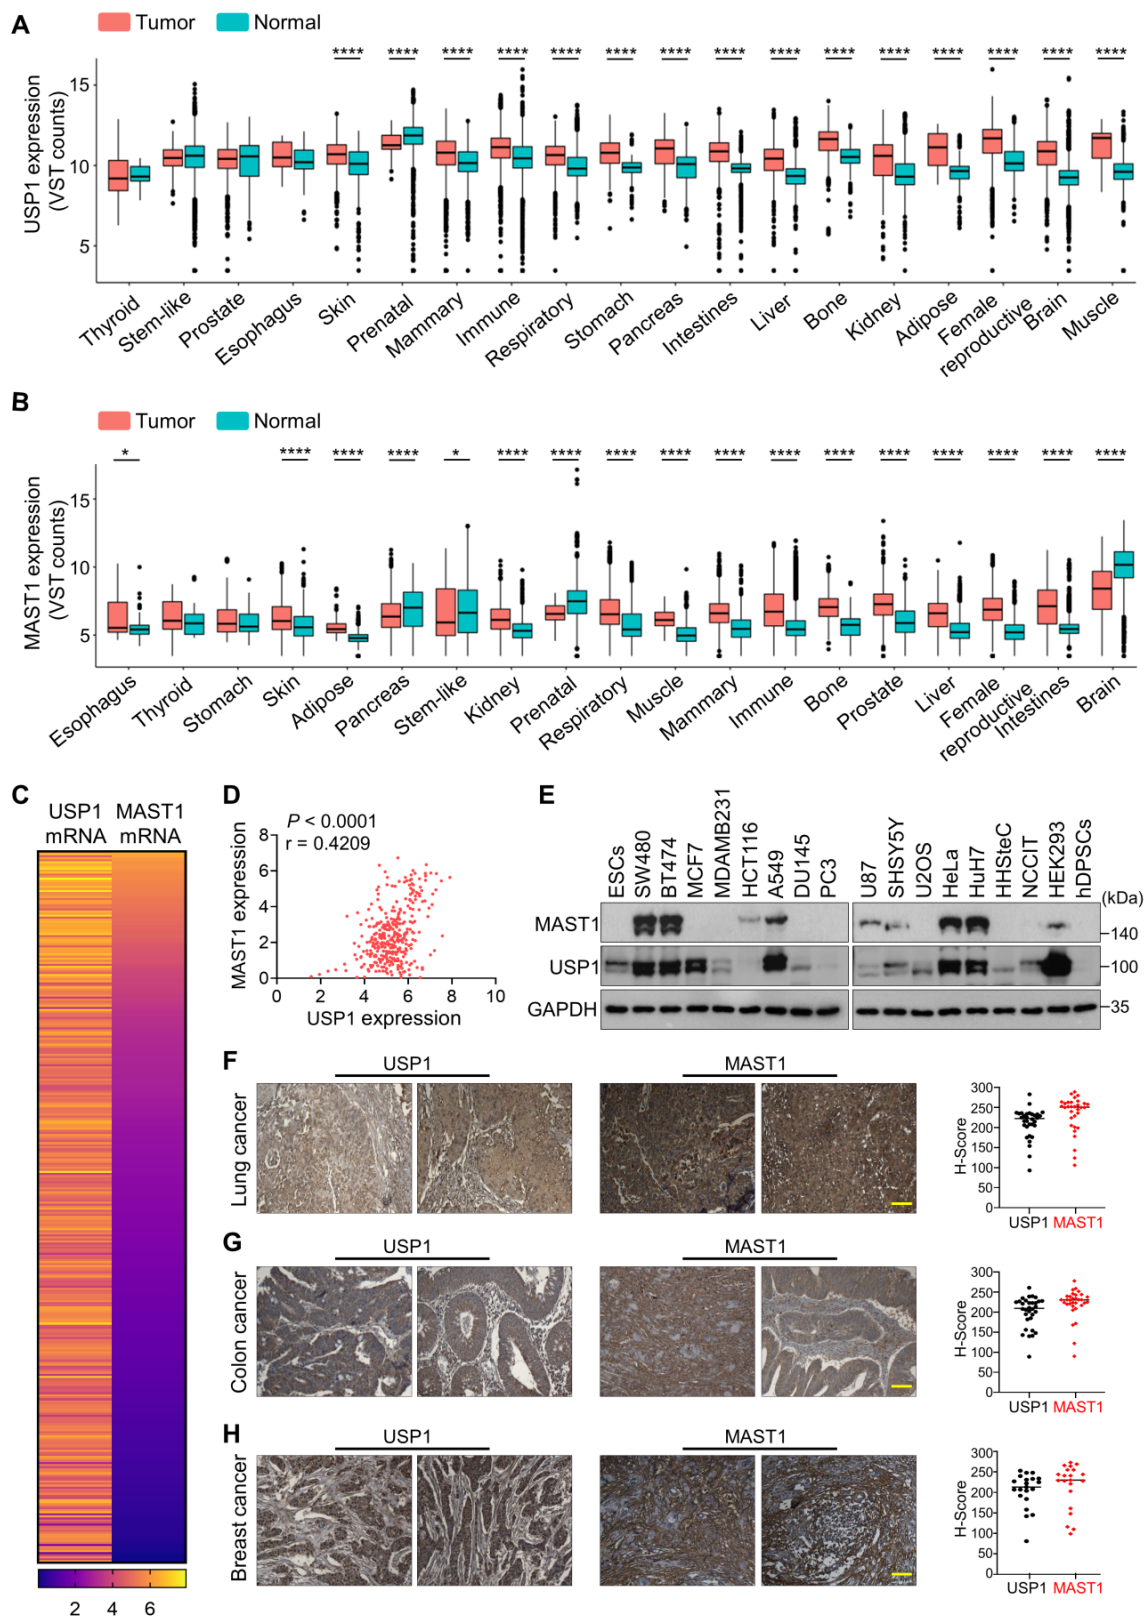 A
Tumor Normal
**** **** **** **** **** **** **** **** **** **** **** **** **** **** ****
USP1 expression
(VST counts)
15
10
5
Thyroid Stem-like Prostate Esophagus Skin Prenatal Mammary Immune Respiratory Stomach Pancreas Intestines Liver Bone Kidney Adipose Female reproductive Brain Muscle
B
Tumor Normal
* **** **** **** * **** **** **** **** **** **** **** **** **** **** **** ****
MAST1 expression
(VST counts)
15
10
5
Esophagus Thyroid Stomach Skin Adipose Pancreas Stem-like Kidney Prenatal Respiratory Muscle Mammary Immune Bone Prostate Liver Female reproductive Intestines Brain
C
USP1 MAST1
mRNA mRNA
2 4 6
D
P < 0.0001
r = 0.4209
MAST1 expression
8
6
4
2
0
0 2 4 6 8 10
USP1 expression
E
ESCs SW480 BT474 MCF7 MDAMB231 HCT116 A549 DU145 PC3 U87 SHSY5Y U2OS HeLa HuH7 HHSteC NCCIT HEK293 hDPSCs
(kDa)
MAST1 140
USP1 100
GAPDH 35
F
USP1 MAST1
Lung cancer
H-Score
300
250
200
150
100
50
0
USP1 MAST1
G
USP1 MAST1
Colon cancer
H-Score
300
250
200
150
100
50
0
USP1 MAST1
H
USP1 MAST1
Breast cancer
H-Score
300
250
200
150
100
50
0
USP1 MAST1